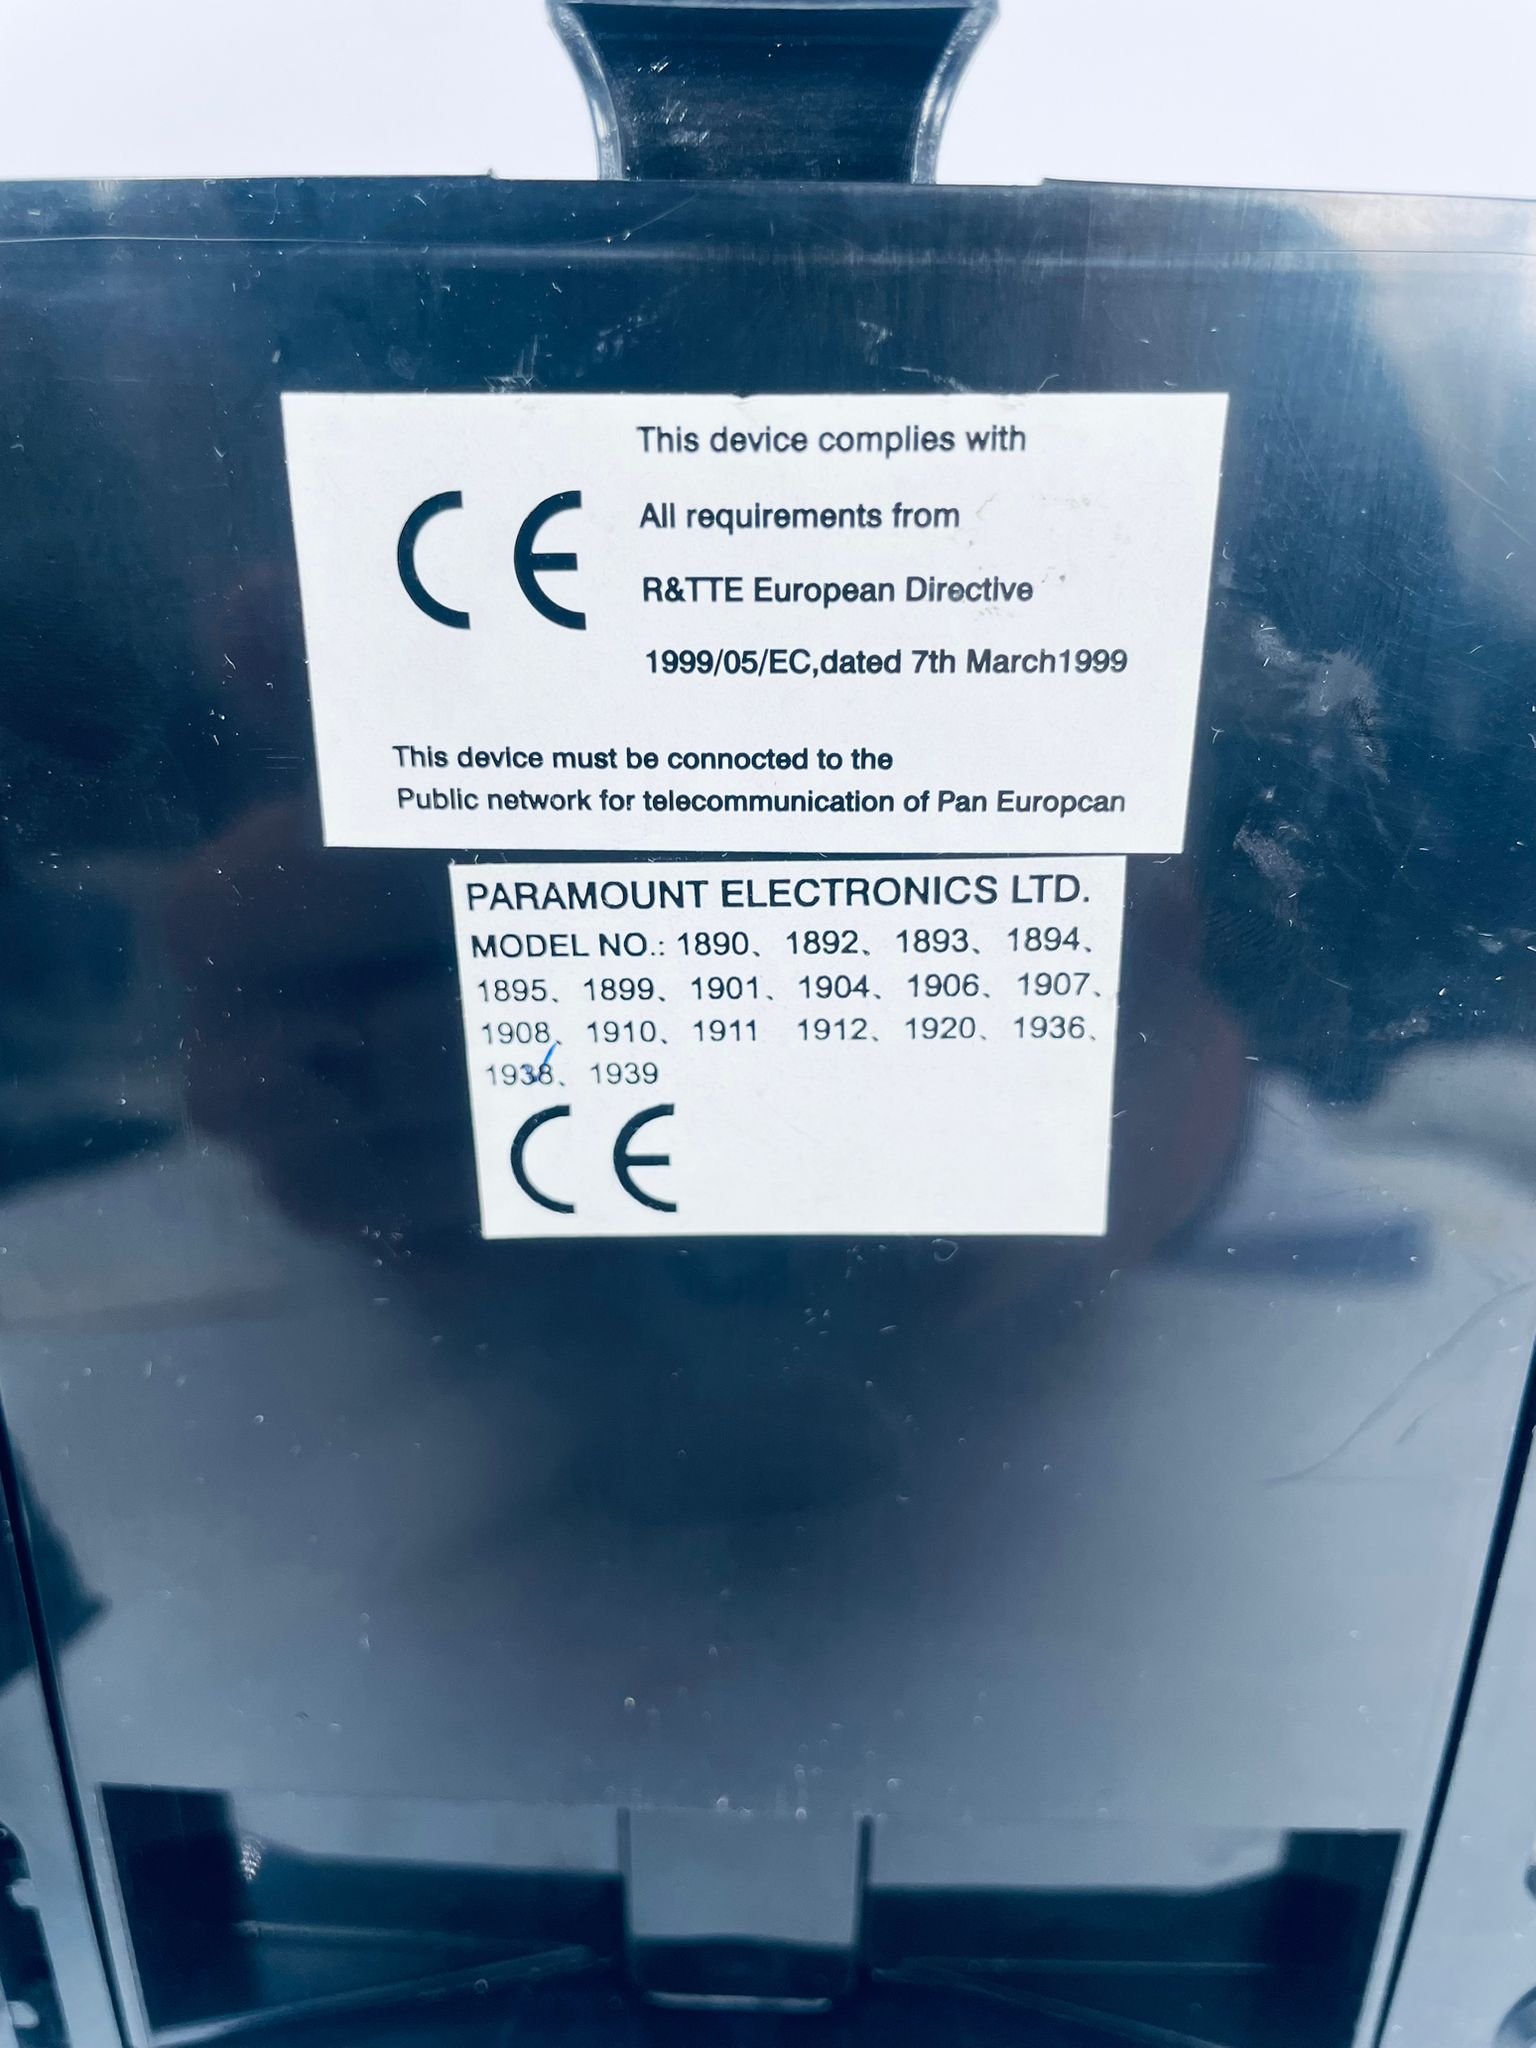 This device complies with
All requirements from
CE
R&TTE European Directive
1999/05/EC,dated 7th March1999
This device must be connocted to the
Public network for telecommunication of Pan Europcan
PARAMOUNT ELECTRONICS LTD.
MODEL NO.: 1890、 1892、 1893、 1894、
1895、 1899、 1901、 1904、 1906、 1907、
1908、 1910、 1911 1912、 1920、 1936、
1938、 1939
CE